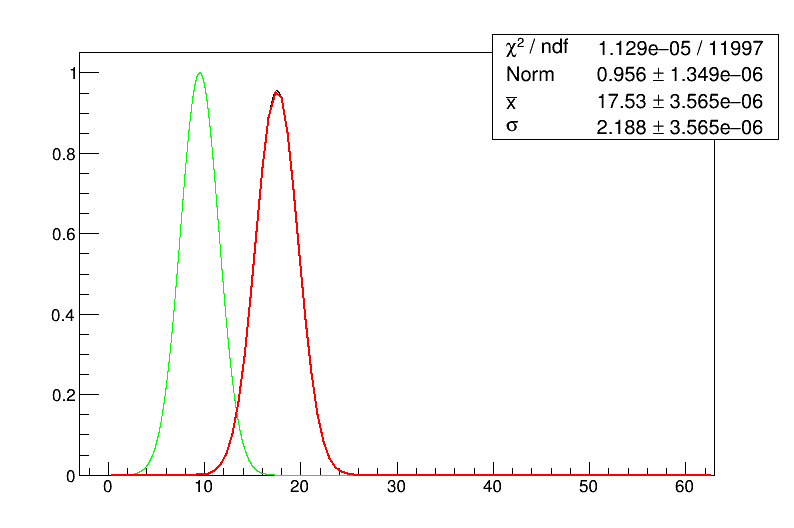 χ² / ndf 1.129e–05 / 11997
Norm 0.956 ± 1.349e–06
x̅ 17.53 ± 3.565e–06
σ 2.188 ± 3.565e–06
1
0.8
0.6
0.4
0.2
0
0 10 20 30 40 50 60